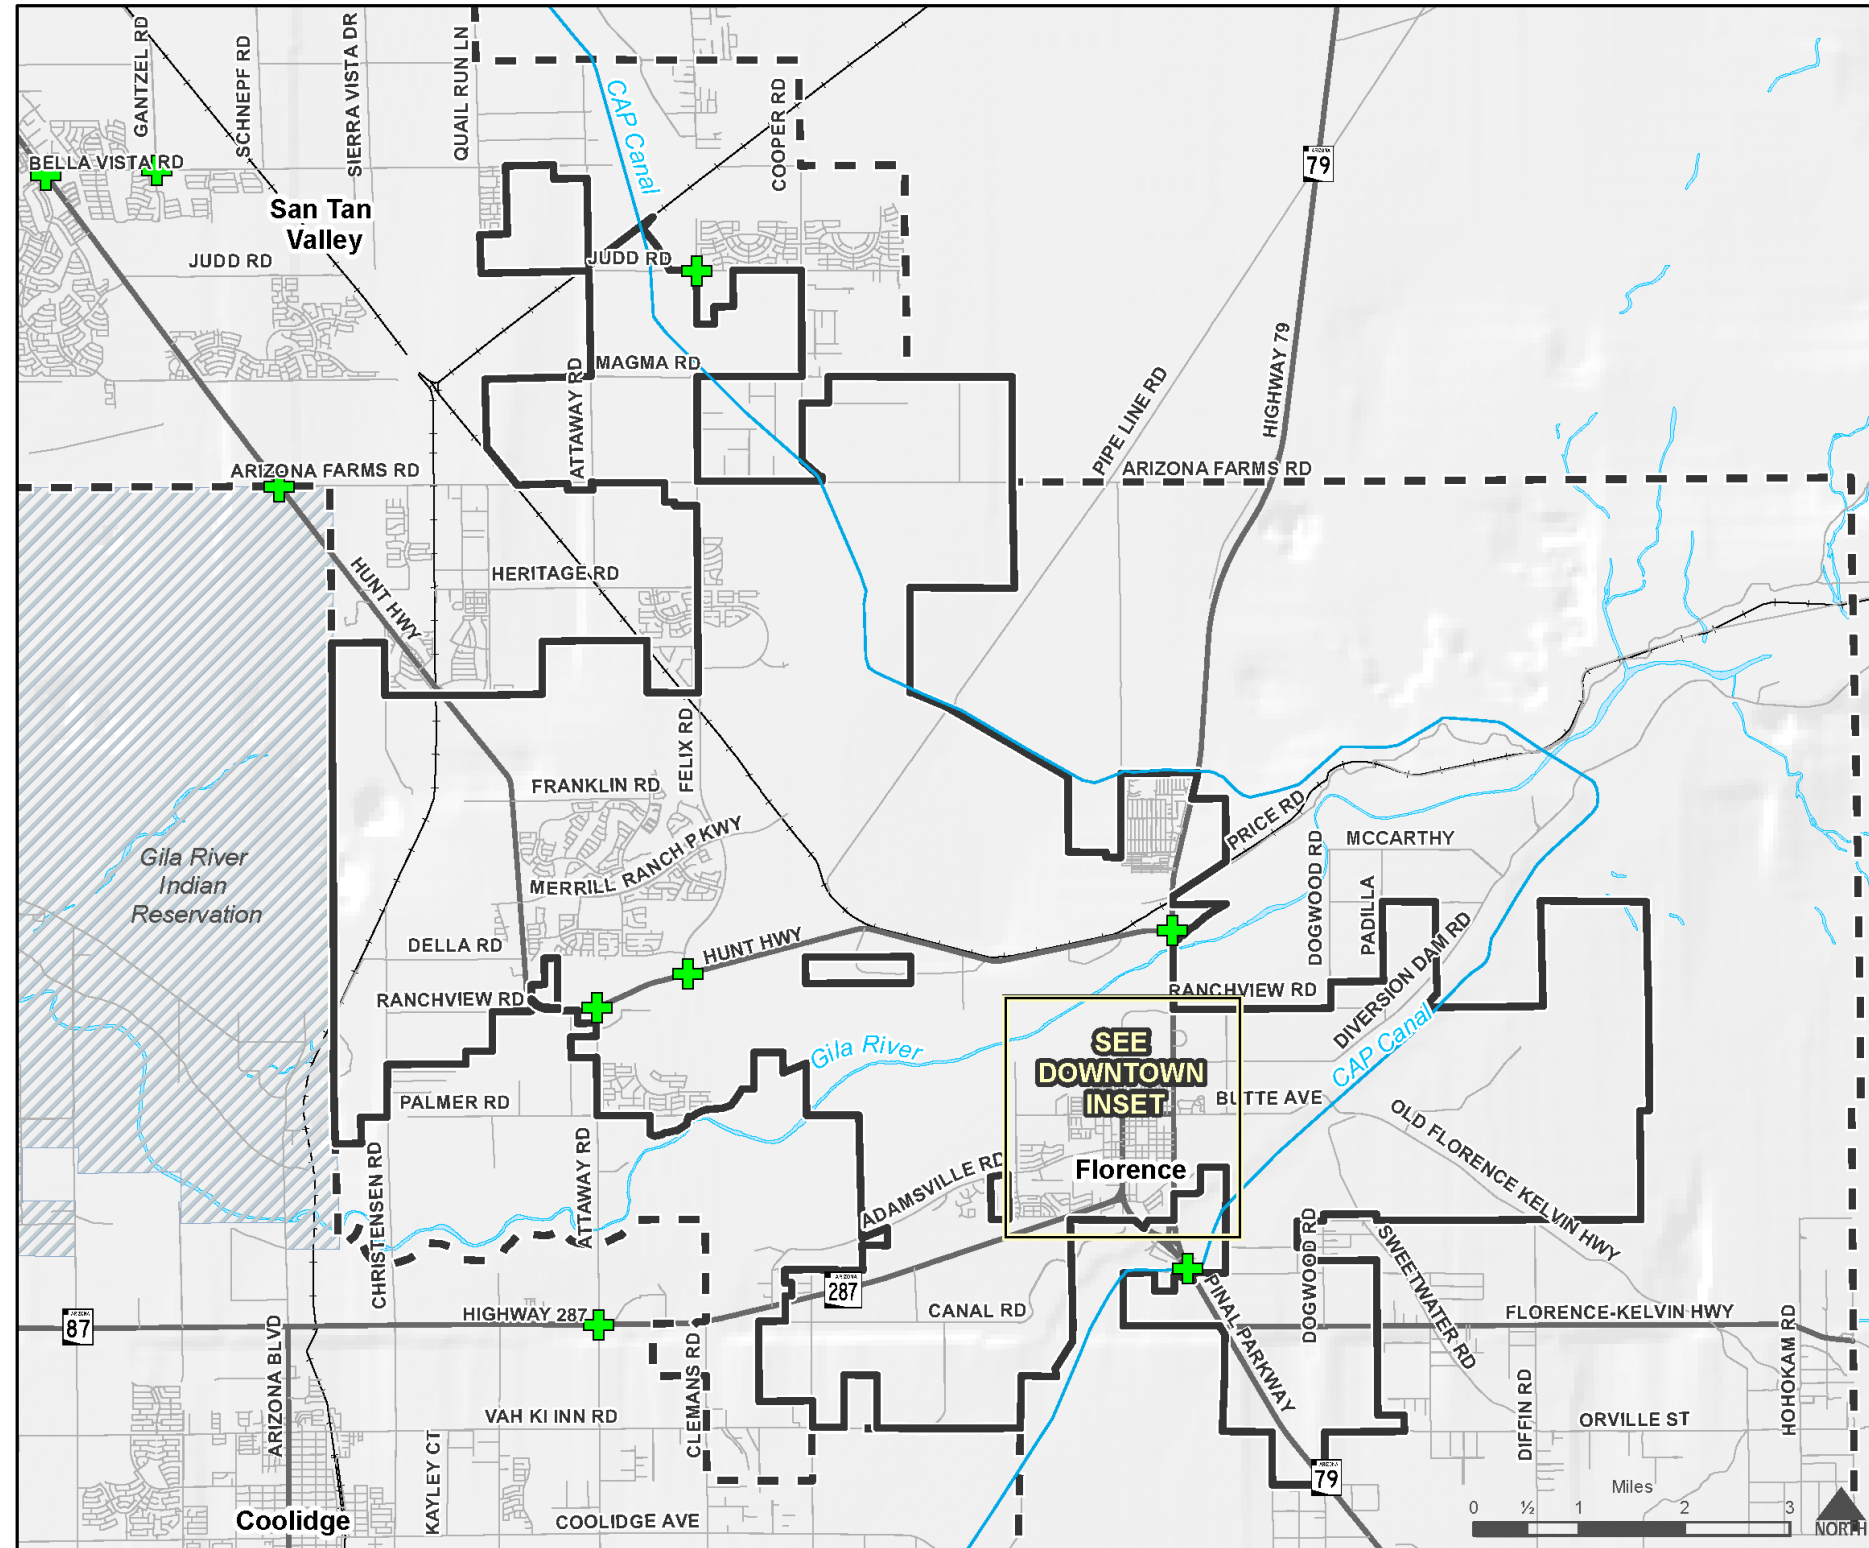 GANTZEL RD
SCHNEPF RD
SIERRA VISTA DR
QUAIL RUN LN
CAP Canal
COOPER RD
BELLA VISTA RD
San Tan
Valley
JUDD RD
JUDD RD
ARIZONA
79
MAGMA RD
ATTAWAY RD
HIGHWAY 79
PIPE LINE RD
ARIZONA FARMS RD
ARIZONA FARMS RD
HUNT HWY
HERITAGE RD
FELIX RD
FRANKLIN RD
MERRILL RANCH PKWY
PRICE RD
DOGWOOD RD
MCCARTHY
PADILLA
Gila River
Indian
Reservation
DELLA RD
HUNT HWY
DIVERSION DAM RD
RANCHVIEW RD
RANCHVIEW RD
Gila River
SEE
DOWNTOWN
INSET
CAP Canal
PALMER RD
BUTTE AVE
OLD FLORENCE KELVIN HWY
CHRISTENSEN RD
ATTAWAY RD
ADAMSVILLE RD
Florence
DOGWOOD RD
SWEETWATER RD
ARIZONA
287
PINAL PARKWAY
ARIZONA
87
HIGHWAY 287
CANAL RD
FLORENCE-KELVIN HWY
HOHOKAM RD
ARIZONA BLVD
CLEMANS RD
DIFFIN RD
VAH KI INN RD
ORVILLE ST
KAYLEY CT
ARIZONA
79
Coolidge
COOLIDGE AVE
Miles
0 ½ 1 2 3
NORTH